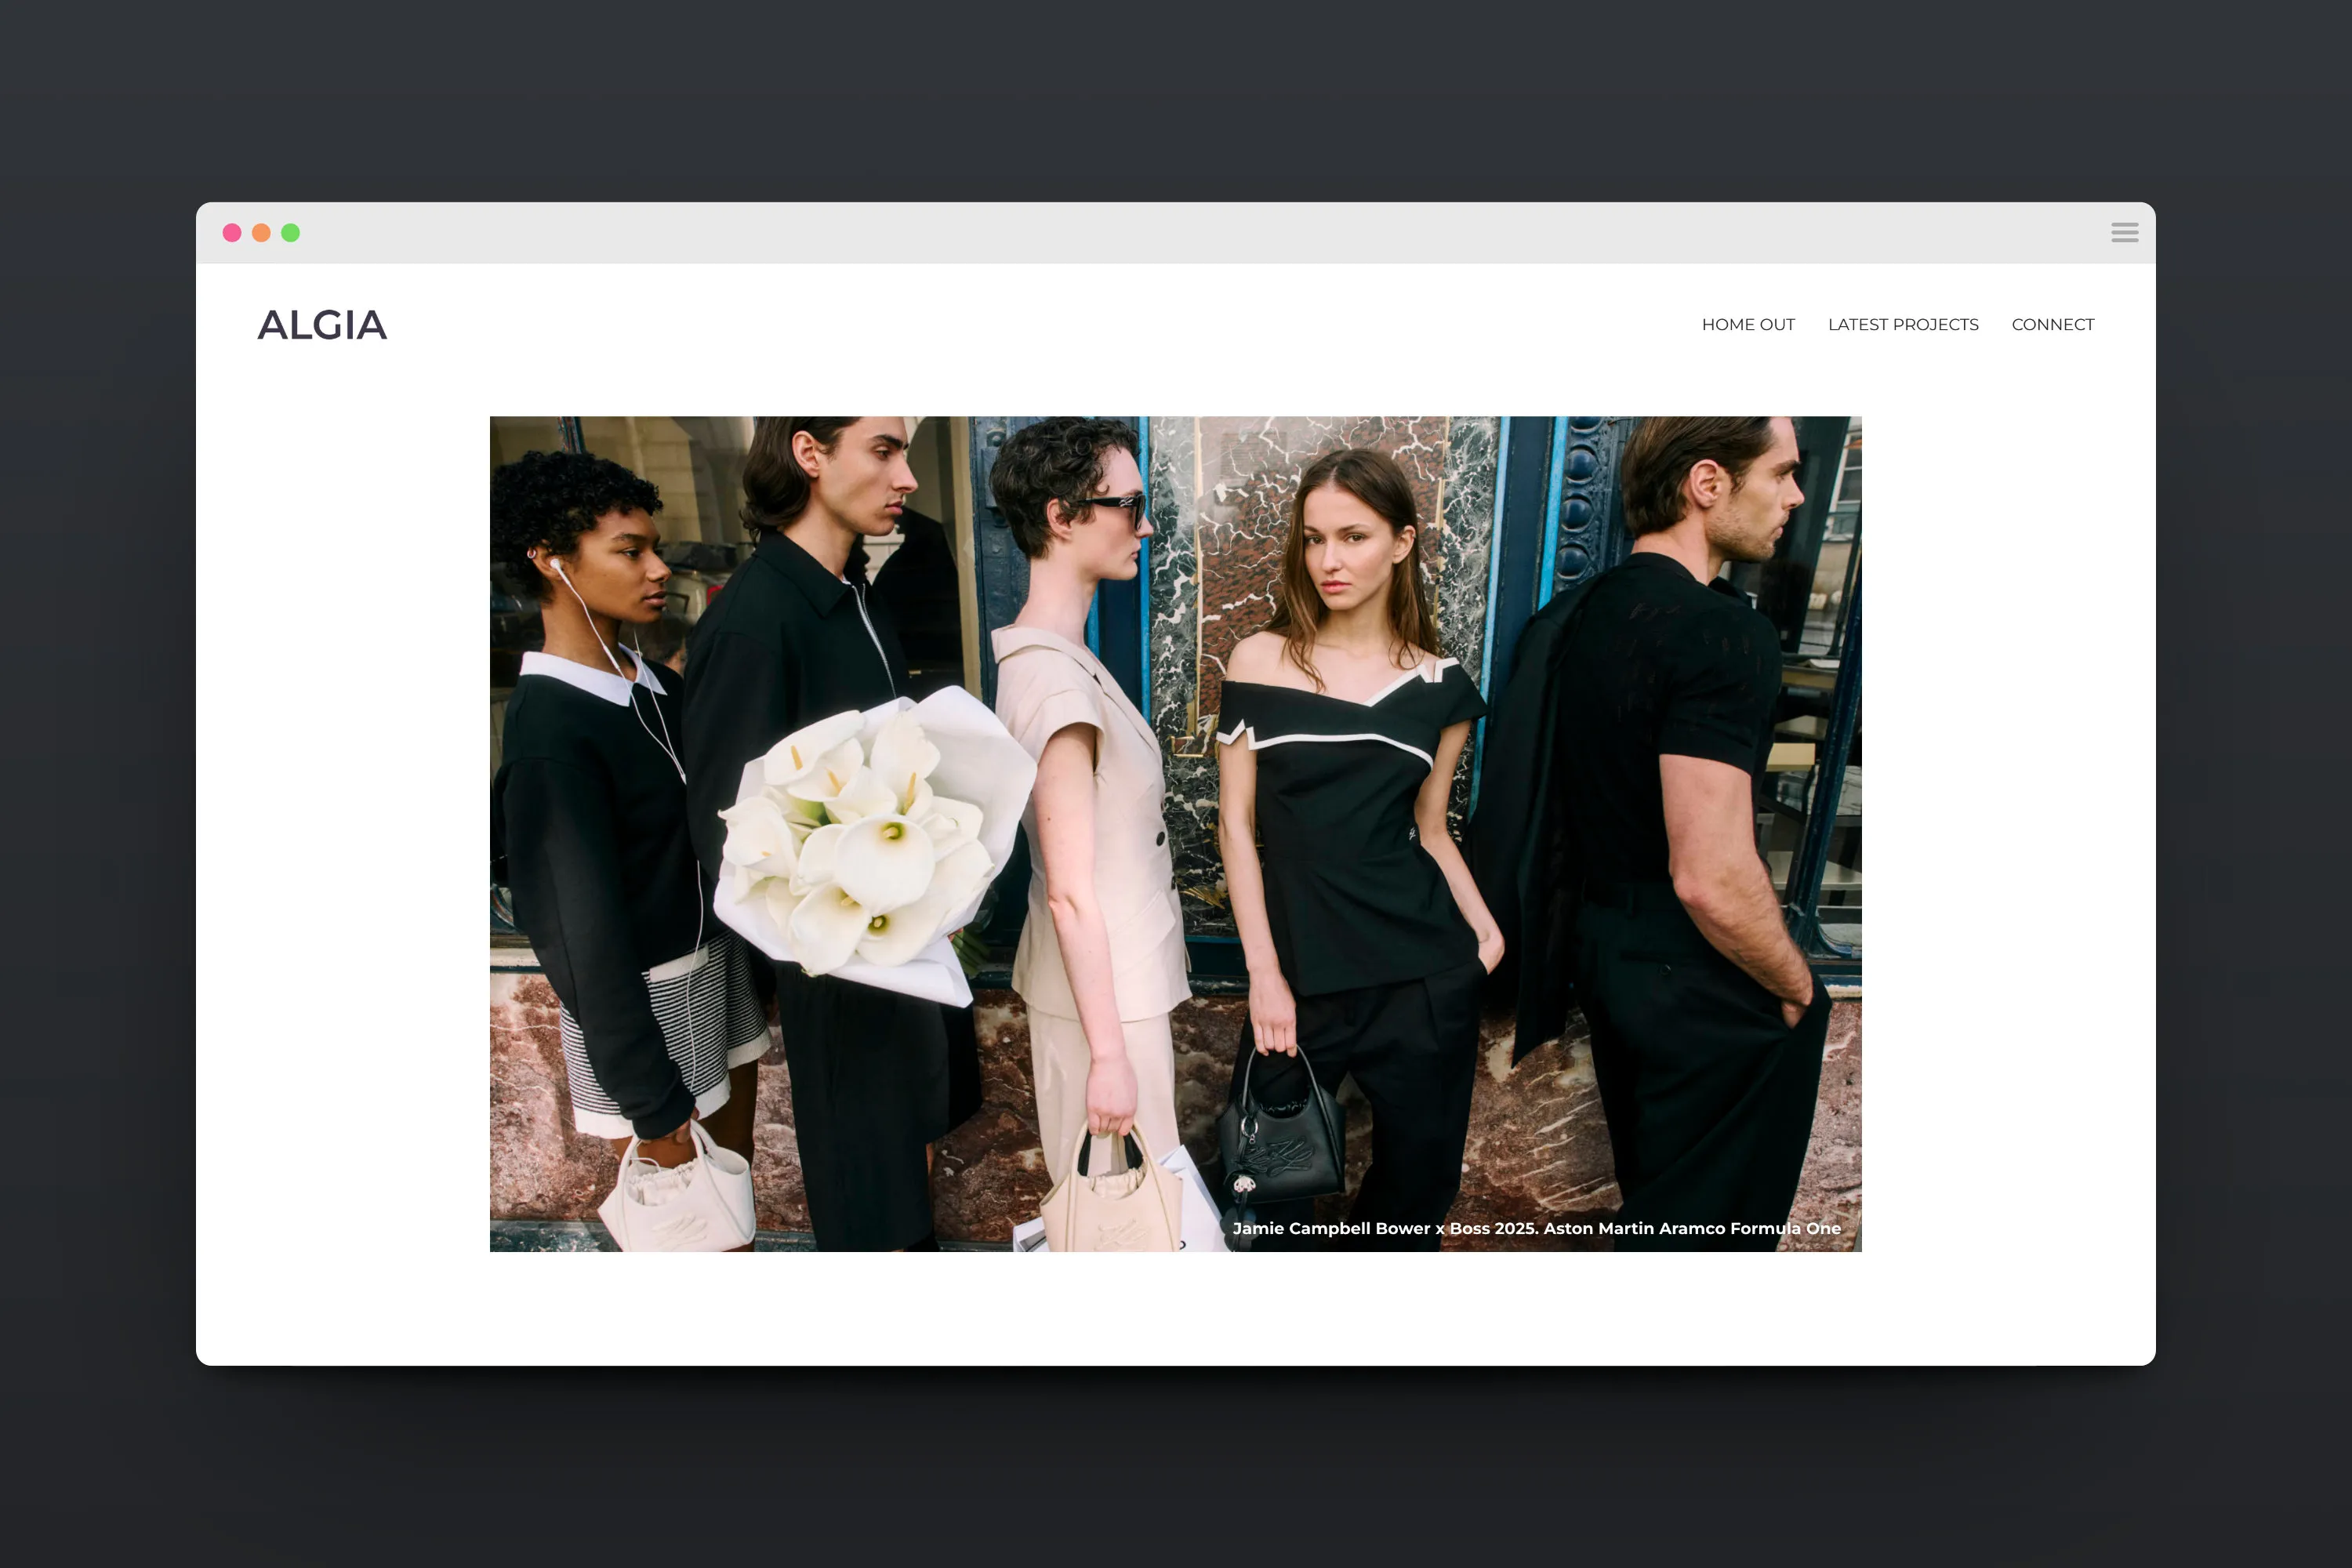 ALGIA
HOME OUT
LATEST PROJECTS
CONNECT
Jamie Campbell Bower x Boss 2025. Aston Martin Aramco Formula One